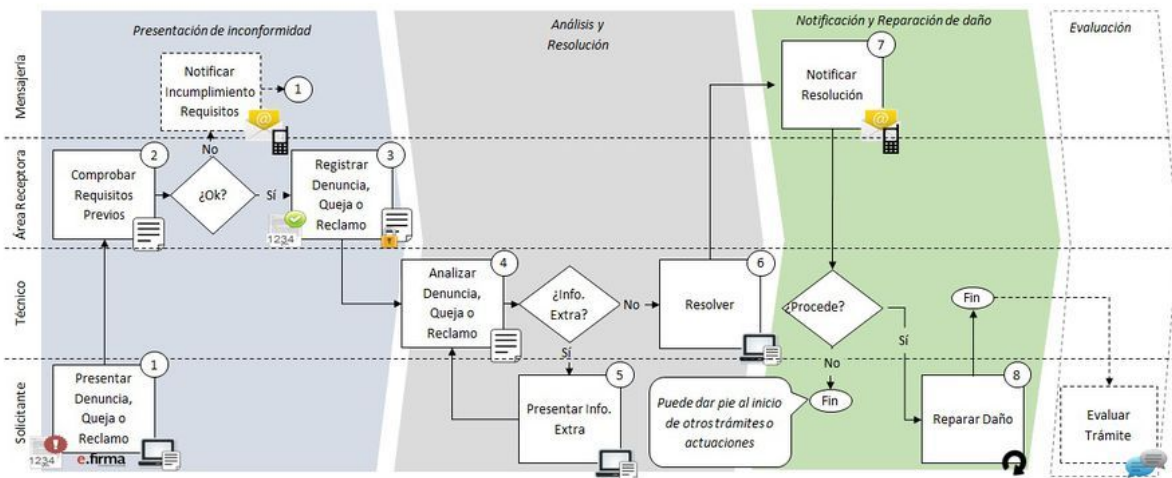 Presentación de inconformidad
Análisis y
Resolución
Notificación y Reparación de daño
Evaluación
Mensajería
Notificar
Incumplimiento
Requisitos
1
7
Notificar
Resolución
@
@
Área Receptora
2
Comprobar
Requisitos
Previos
No
¿Ok?
Sí
3
Registrar
Denuncia,
Queja o
Reclamo
1234
Técnico
4
Analizar
Denuncia,
Queja o
Reclamo
¿Info.
Extra?
No
Sí
6
Resolver
¿Procede?
No
Sí
Fin
Solicitante
1
Presentar
Denuncia,
Queja o
Reclamo
1234
e.firma
5
Presentar Info.
Extra
Puede dar pie al inicio
de otros trámites o
actuaciones
Fin
8
Reparar Daño
Evaluar
Trámite